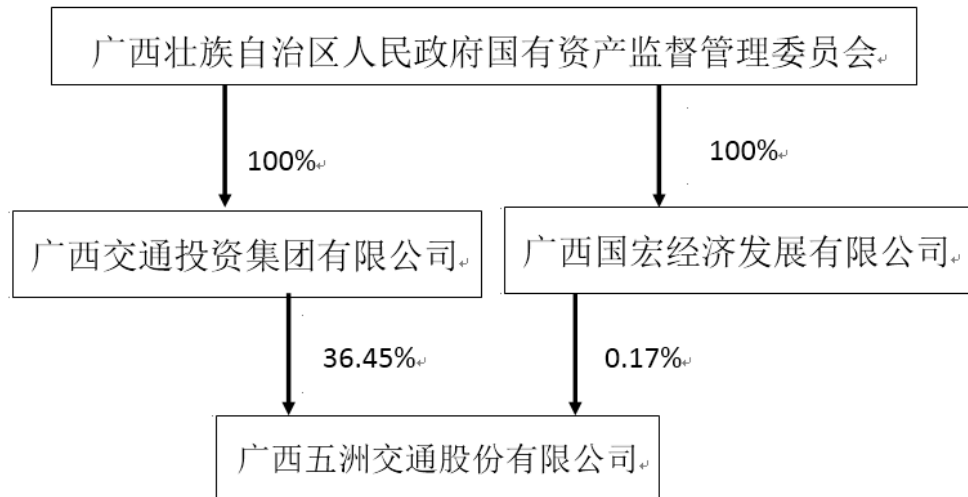 广西壮族自治区人民政府国有资产监督管理委员会
100%
100%
广西交通投资集团有限公司
广西国宏经济发展有限公司
36.45%
0.17%
广西五洲交通股份有限公司